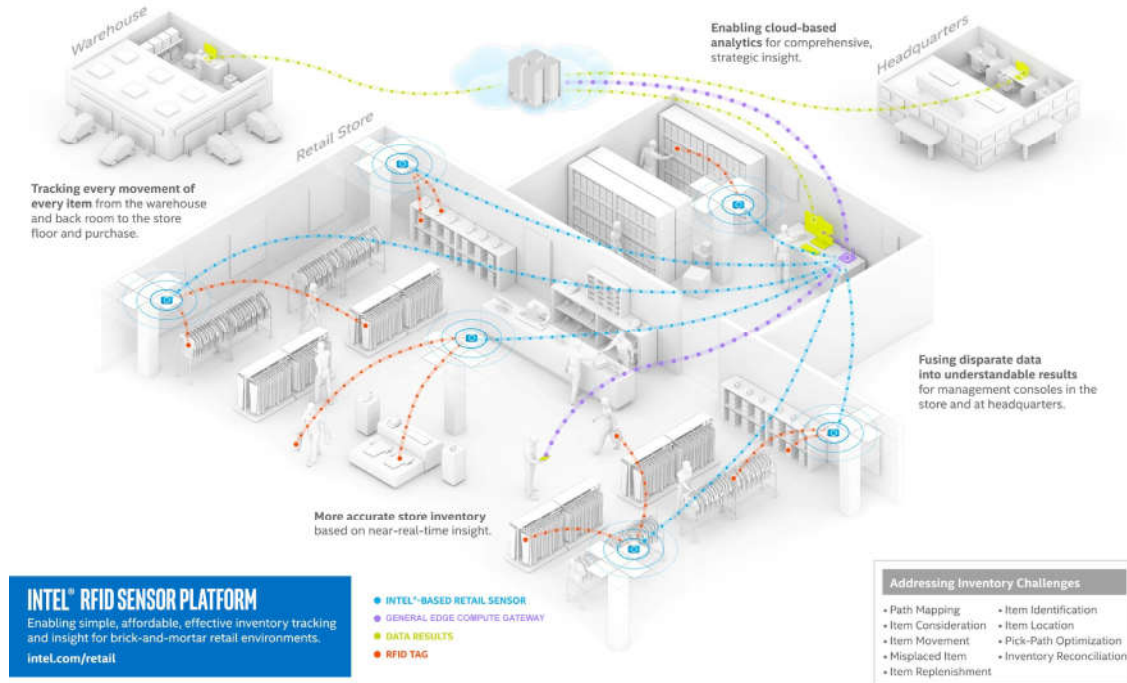 Warehouse
Enabling cloud-based
analytics for comprehensive,
strategic insight.
Headquarters
Retail Store
Tracking every movement of
every item from the warehouse
and back room to the store
floor and purchase.
Fusing disparate data
into understandable results
for management consoles in the
store and at headquarters.
More accurate store inventory
based on near-real-time insight.
INTEL® RFID SENSOR PLATFORM
Enabling simple, affordable, effective inventory tracking
and insight for brick-and-mortar retail environments.
intel.com/retail
• INTEL®-BASED RETAIL SENSOR
• GENERAL EDGE COMPUTE GATEWAY
• DATA RESULTS
• RFID TAG
Addressing Inventory Challenges
• Path Mapping
• Item Consideration
• Item Movement
• Misplaced Item
• Item Replenishment
• Item Identification
• Item Location
• Pick-Path Optimization
• Inventory Reconciliation